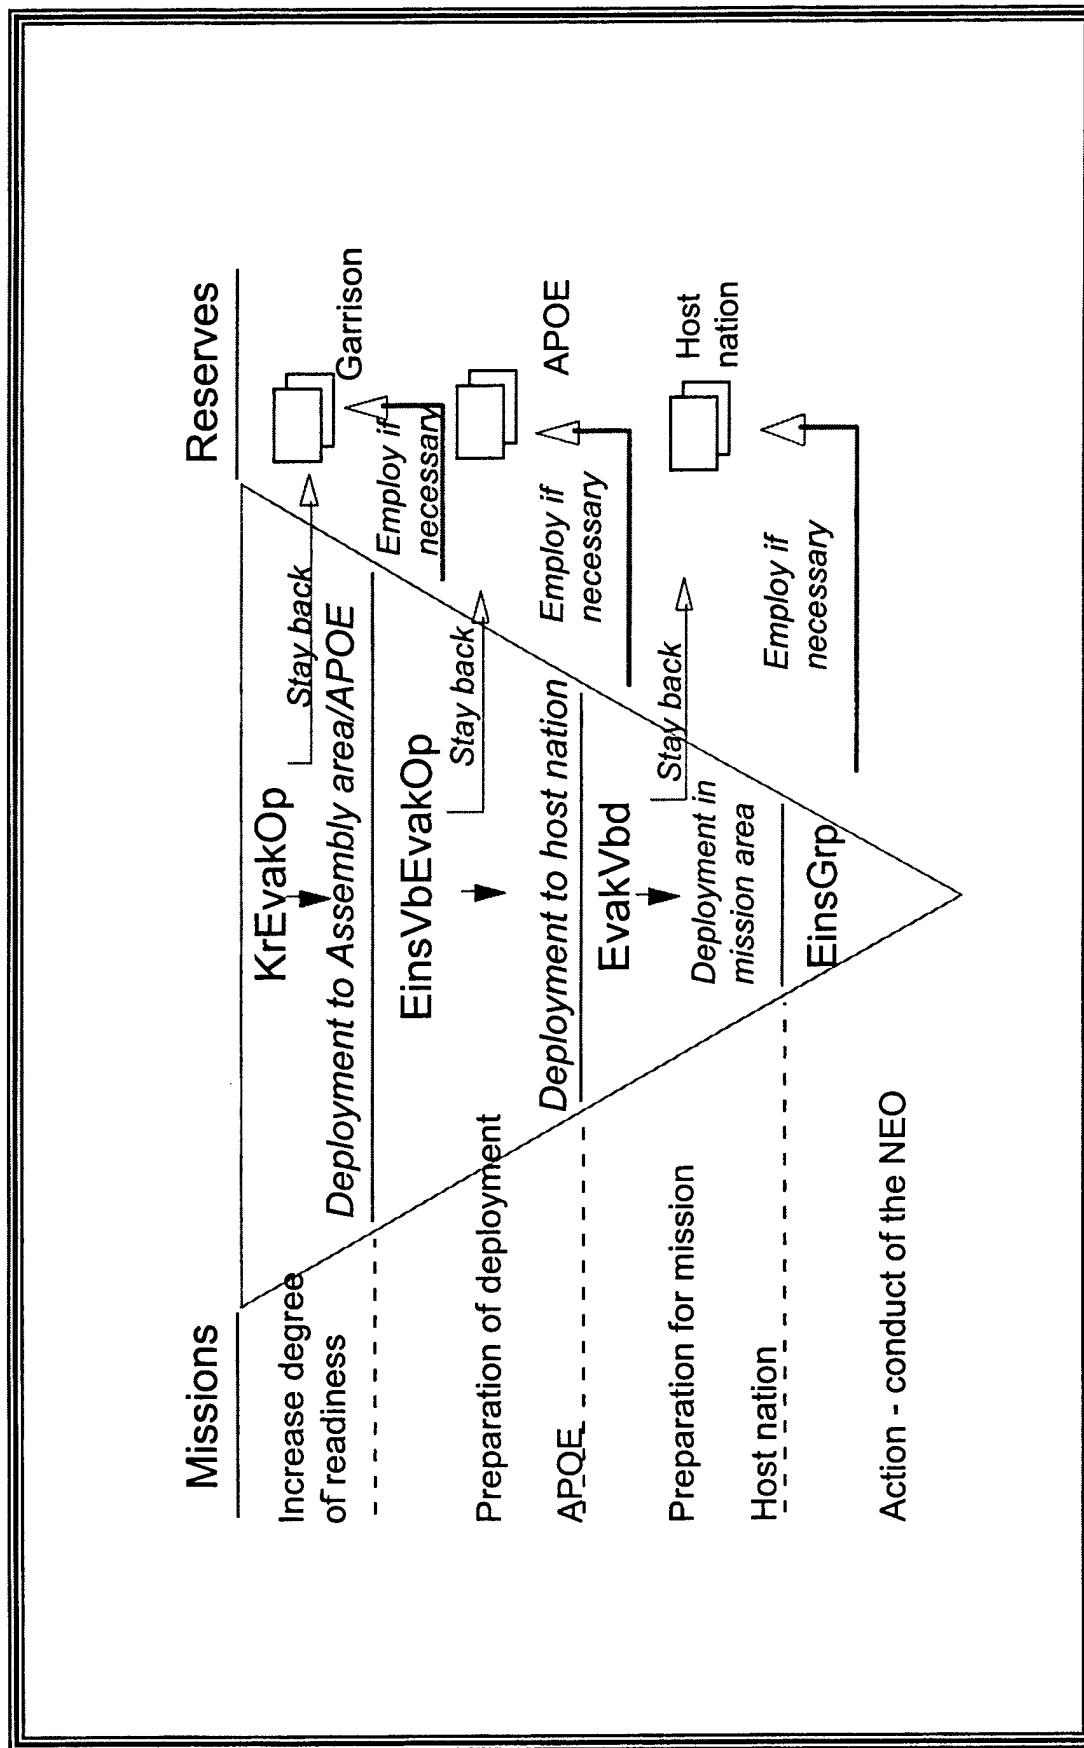 Missions
Reserves
Increase degree
of readiness
KrEvakOp
Stay back
Garrison
Deployment to Assembly area/APOE
Employ if
necessary
Preparation of deployment
EinsVbEvakOp
Stay back
APOE
APOE
Deployment to host nation
Employ if
necessary
Preparation for mission
EvakVbd
Stay back
Host
nation
Host nation
Deployment in
mission area
Employ if
necessary
Action - conduct of the NEO
EinsGrp